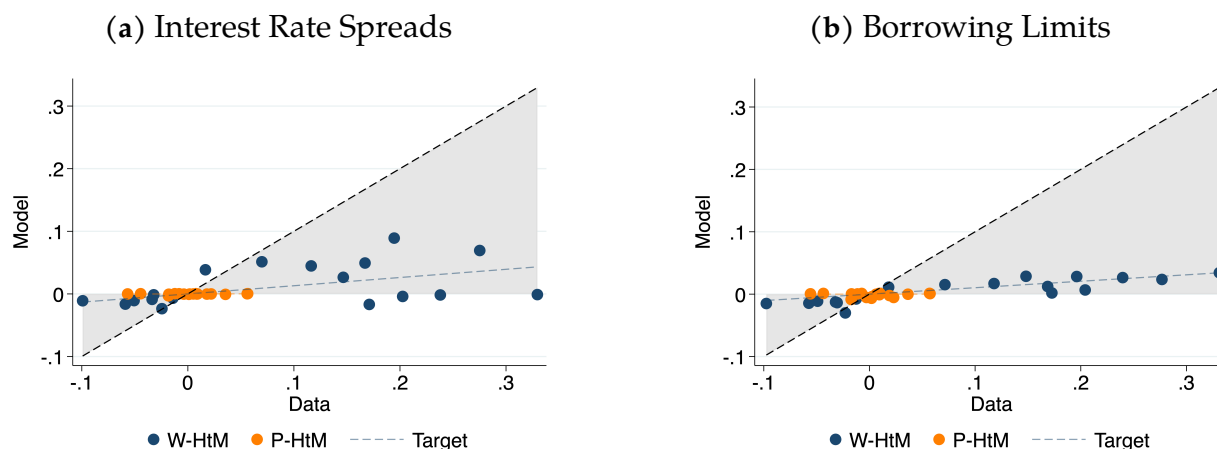 (a) Interest Rate Spreads
.3
.2
.1
0
-.1
Model
-.1 0 .1 .2 .3
Data
W-HtM P-HtM Target
(b) Borrowing Limits
.3
.2
.1
0
-.1
Model
-.1 0 .1 .2 .3
Data
W-HtM P-HtM Target